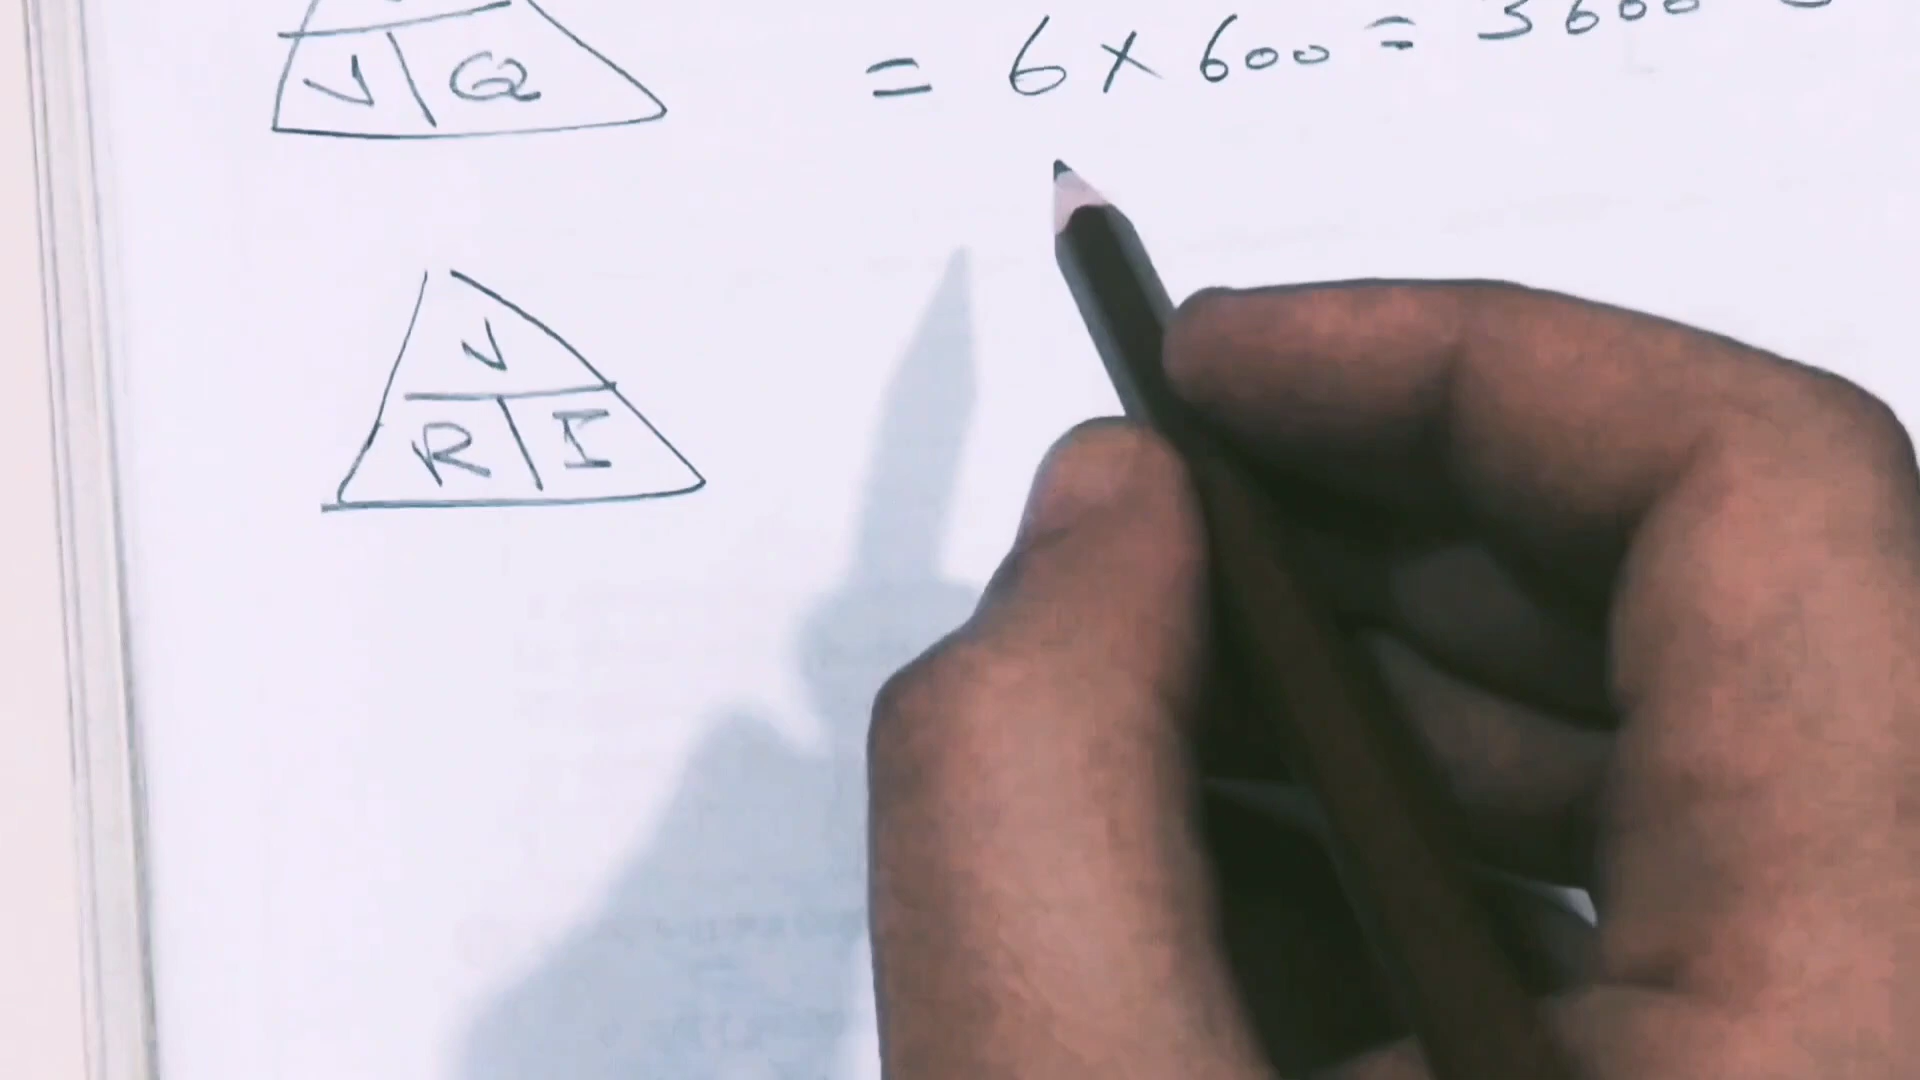 = 6 × 600 = 3600
V Q
V
R I